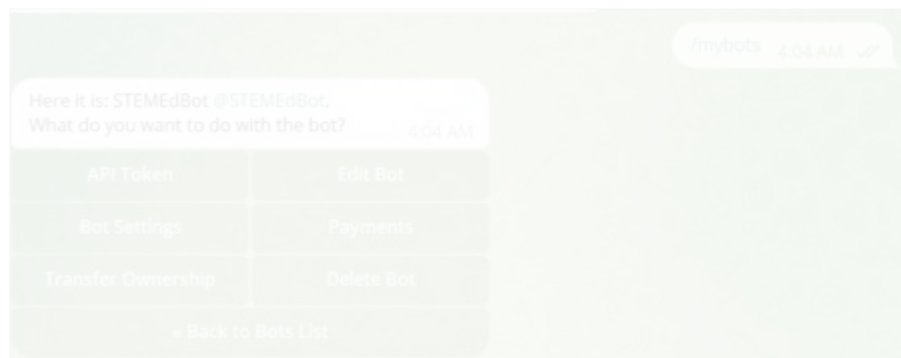 /mybots 4:04 AM
Here it is: STEMEdBot @STEMEdBot.
What do you want to do with the bot? 4:04 AM
API Token Edit Bot
Bot Settings Payments
Transfer Ownership Delete Bot
« Back to Bots List